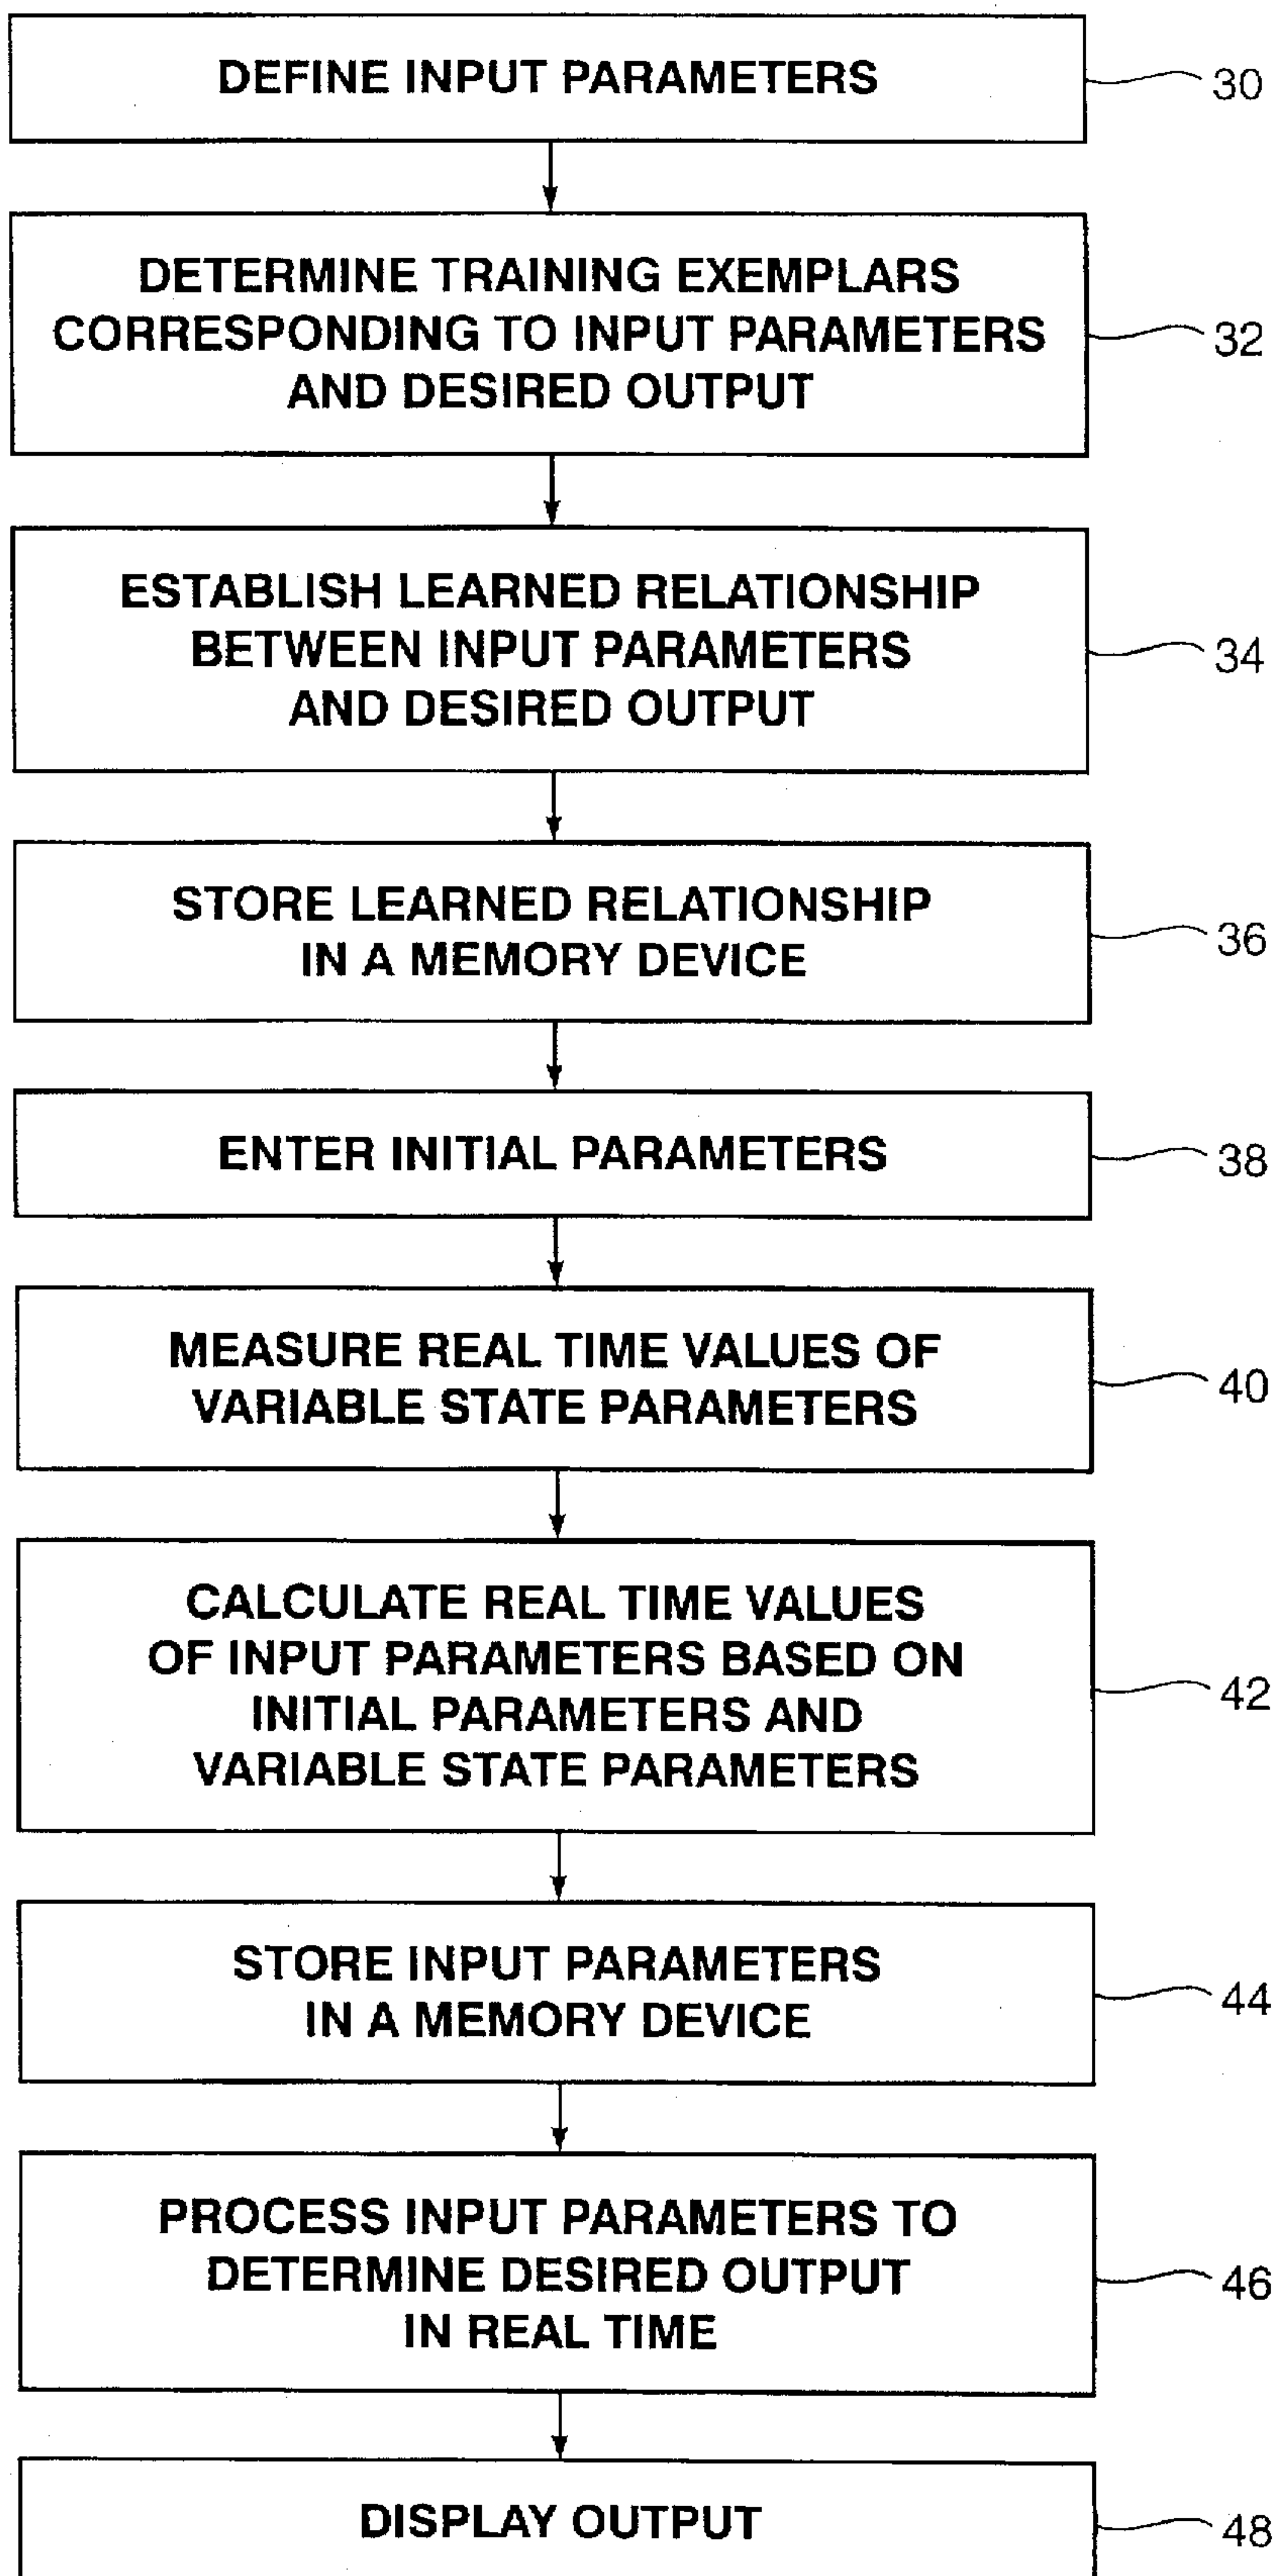 DEFINE INPUT PARAMETERS
30
DETERMINE TRAINING EXEMPLARS
CORRESPONDING TO INPUT PARAMETERS
AND DESIRED OUTPUT
32
ESTABLISH LEARNED RELATIONSHIP
BETWEEN INPUT PARAMETERS
AND DESIRED OUTPUT
34
STORE LEARNED RELATIONSHIP
IN A MEMORY DEVICE
36
ENTER INITIAL PARAMETERS
38
MEASURE REAL TIME VALUES OF
VARIABLE STATE PARAMETERS
40
CALCULATE REAL TIME VALUES
OF INPUT PARAMETERS BASED ON
INITIAL PARAMETERS AND
VARIABLE STATE PARAMETERS
42
STORE INPUT PARAMETERS
IN A MEMORY DEVICE
44
PROCESS INPUT PARAMETERS TO
DETERMINE DESIRED OUTPUT
IN REAL TIME
46
DISPLAY OUTPUT
48